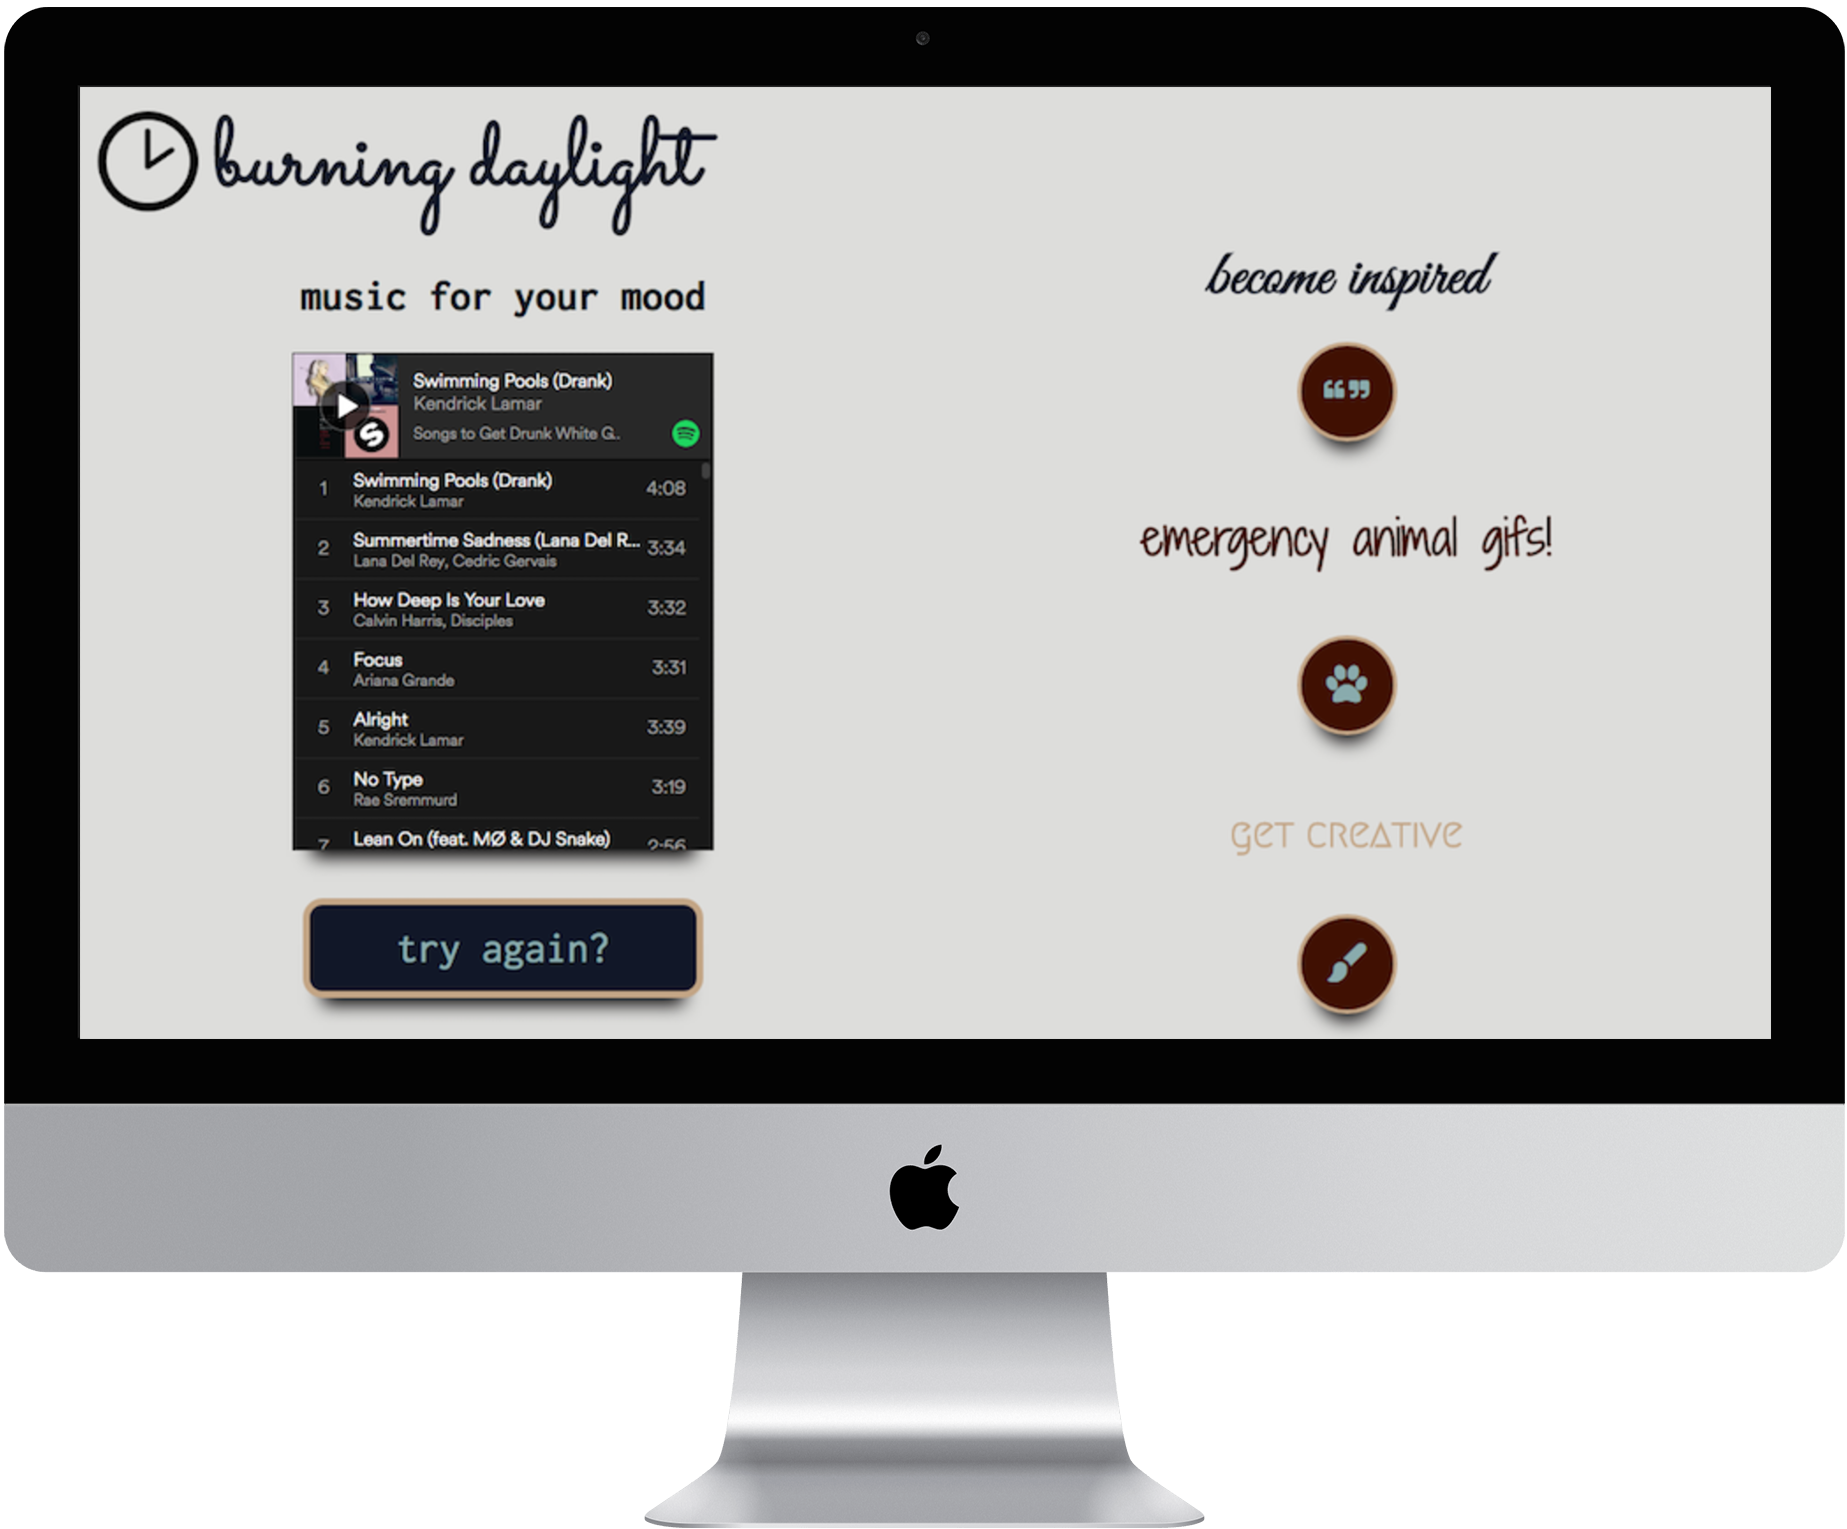 burning daylight
music for your mood
Swimming Pools (Drank)
Kendrick Lamar
Songs to Get Drunk White G..
1 Swimming Pools (Drank) 4:08
Kendrick Lamar
2 Summertime Sadness (Lana Del R... 3:34
Lana Del Rey, Cedric Gervais
3 How Deep Is Your Love 3:32
Calvin Harris, Disciples
4 Focus 3:31
Ariana Grande
5 Alright 3:39
Kendrick Lamar
6 No Type 3:19
Rae Sremmurd
7 Lean On (feat. MØ & DJ Snake) 2:56
try again?
become inspired
emergency animal gifs!
GET CREATIVE